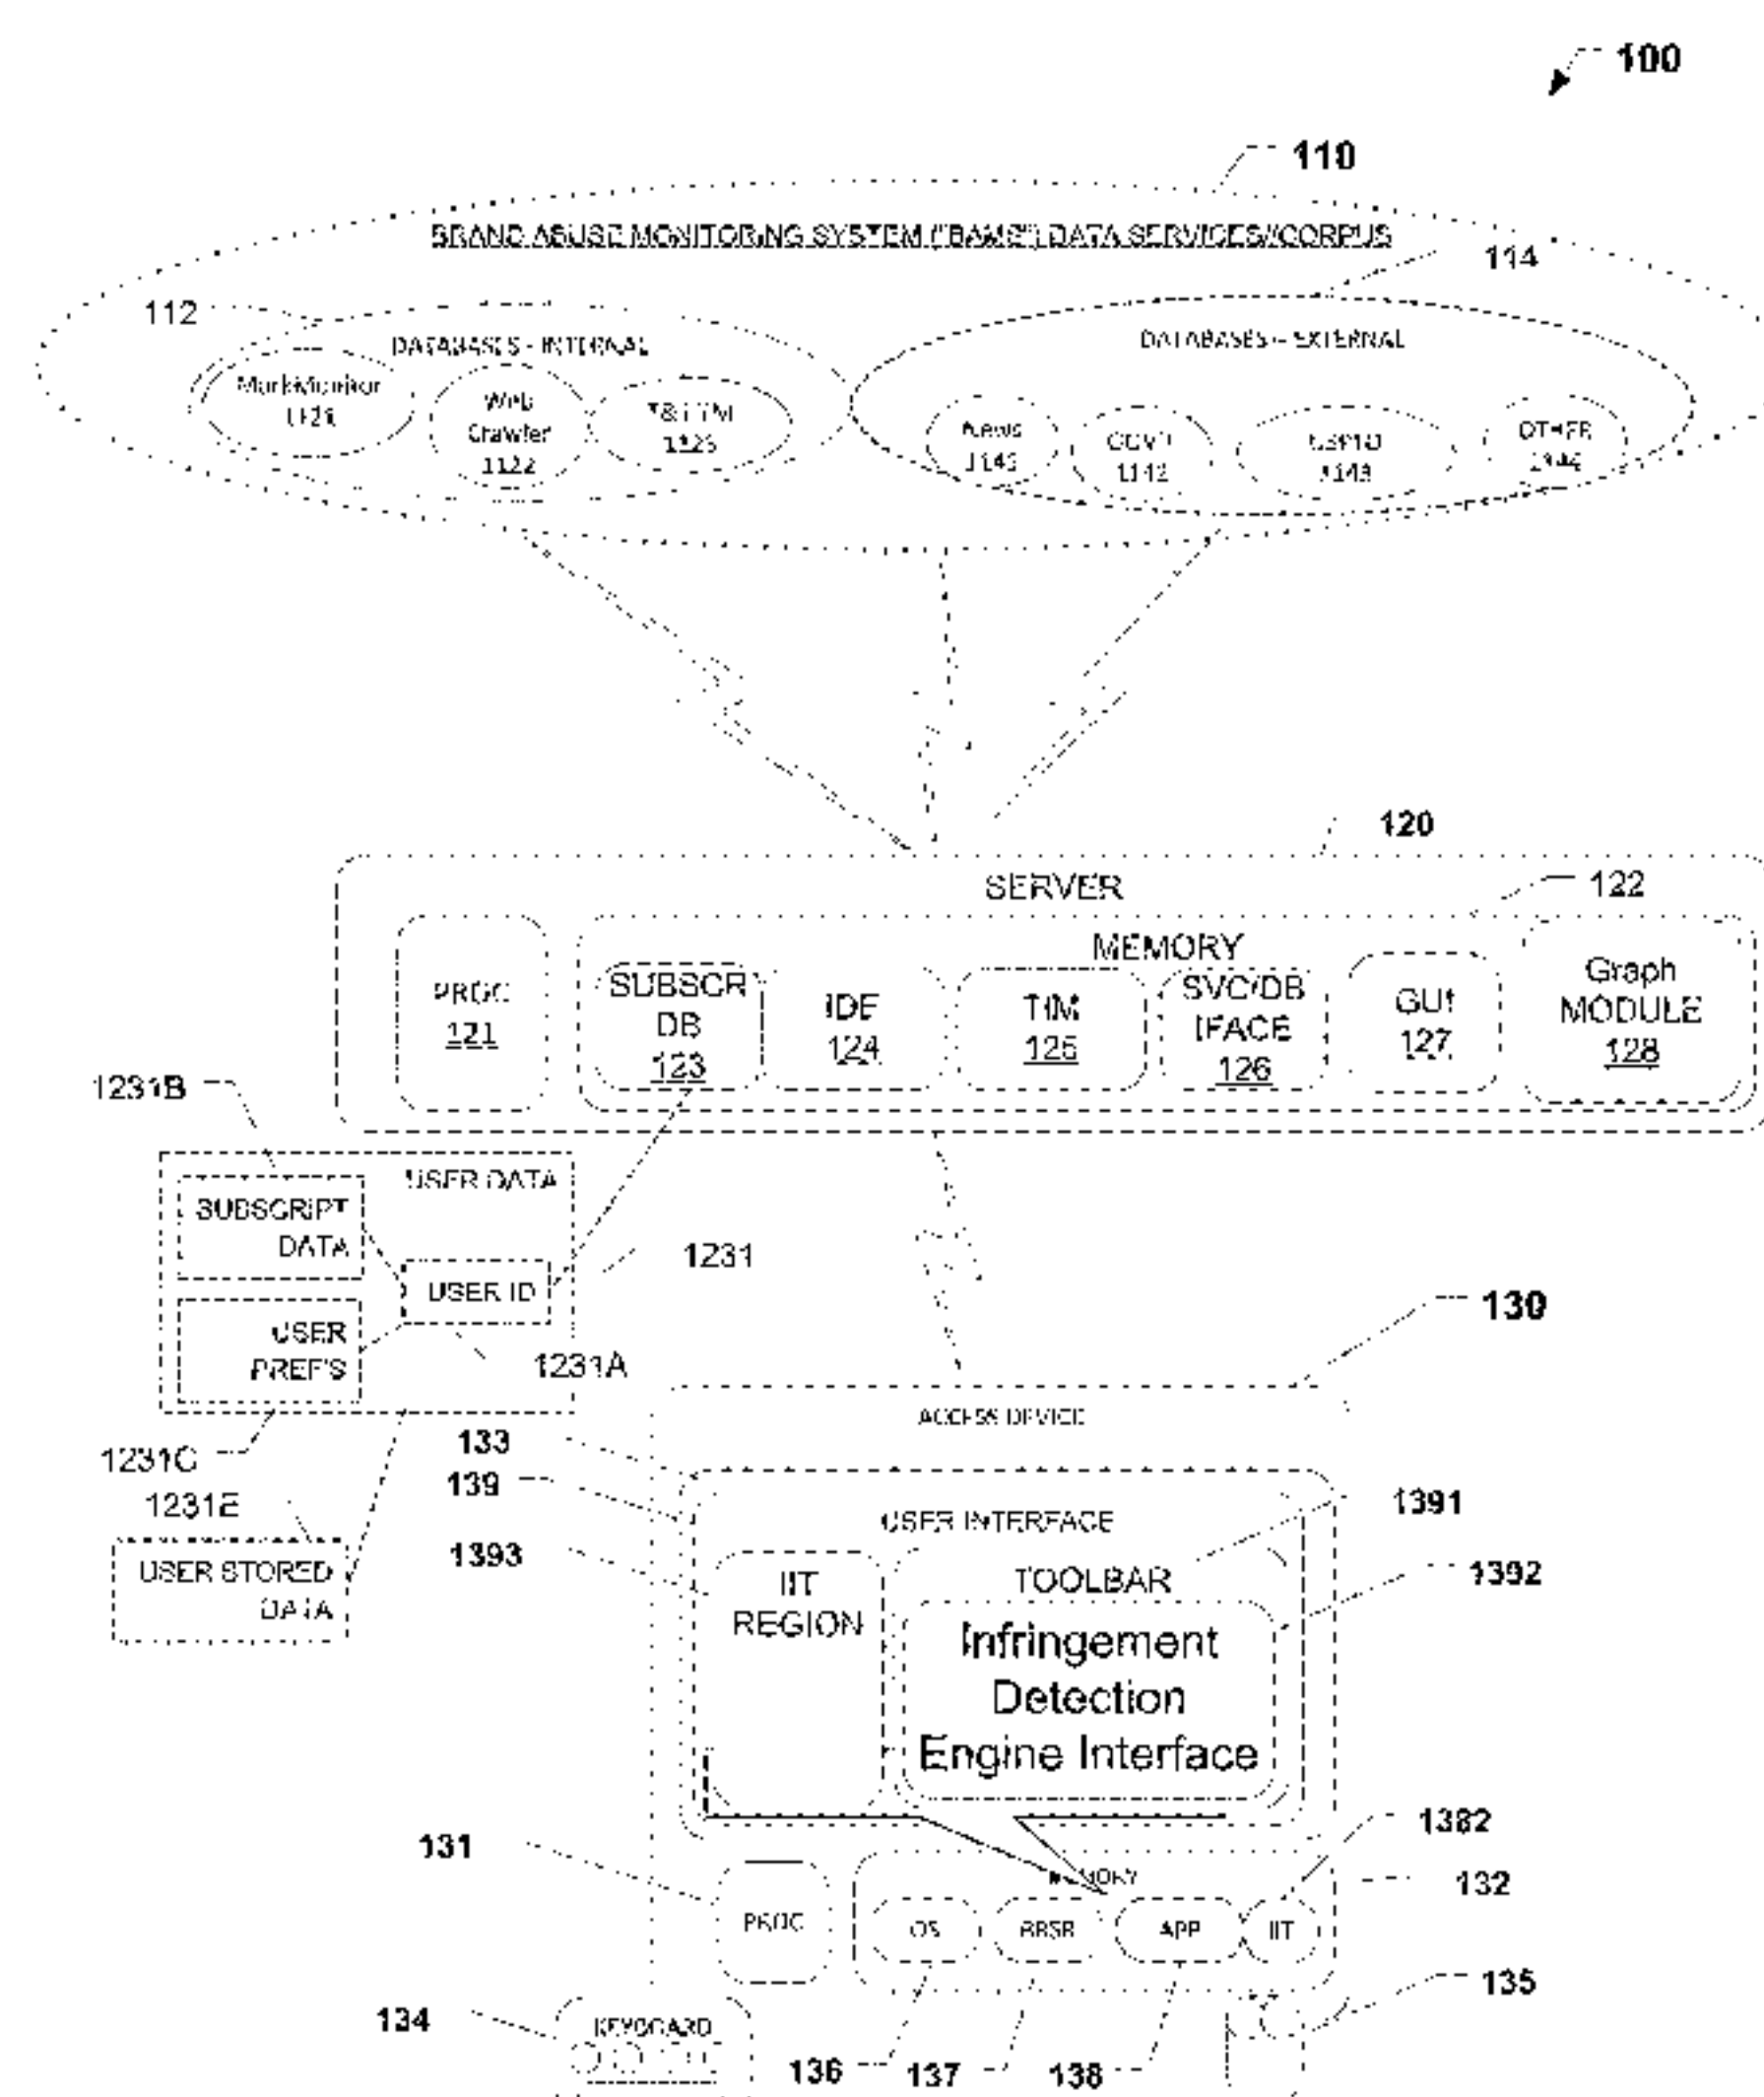 100
110
BRAND ABUSE MONITORING SYSTEM ("BAMS") DATA SERVICES//CORPUS
114
112
DATABASES - INTERNAL
DATABASES - EXTERNAL
MarkMonitor
Web
Crawler
1122
News
GOV'T
1142
USPTO
1143
OTHER
120
SERVER
122
MEMORY
PROC
121
SUBSCR
DB
123
IDE
124
TIM
125
SVC/DB
IFACE
126
GUI
127
Graph
MODULE
128
1231B
USER DATA
SUBSCRIPT
DATA
1231
USER ID
130
USER
PREF'S
1231A
ACCESS DEVICE
133
1231C
139
1231E
1391
USER INTERFACE
1393
USER STORED
DATA
IIT
REGION
TOOLBAR
1392
Infringement
Detection
Engine Interface
1382
131
132
PROC
OS
BRSR
APP
IIT
135
134
KEYBOARD
136
137
138